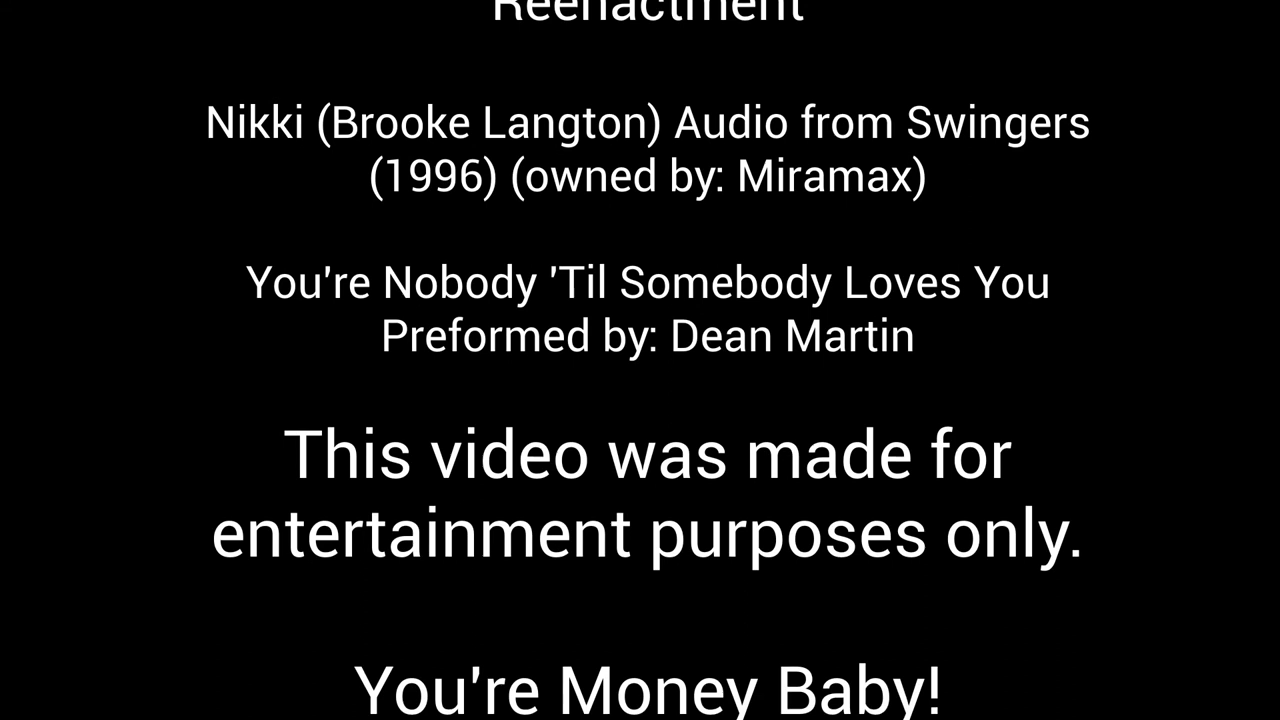 Reenactment
Nikki (Brooke Langton) Audio from Swingers
(1996) (owned by: Miramax)
You're Nobody 'Til Somebody Loves You
Preformed by: Dean Martin
This video was made for
entertainment purposes only.
You're Money Baby!